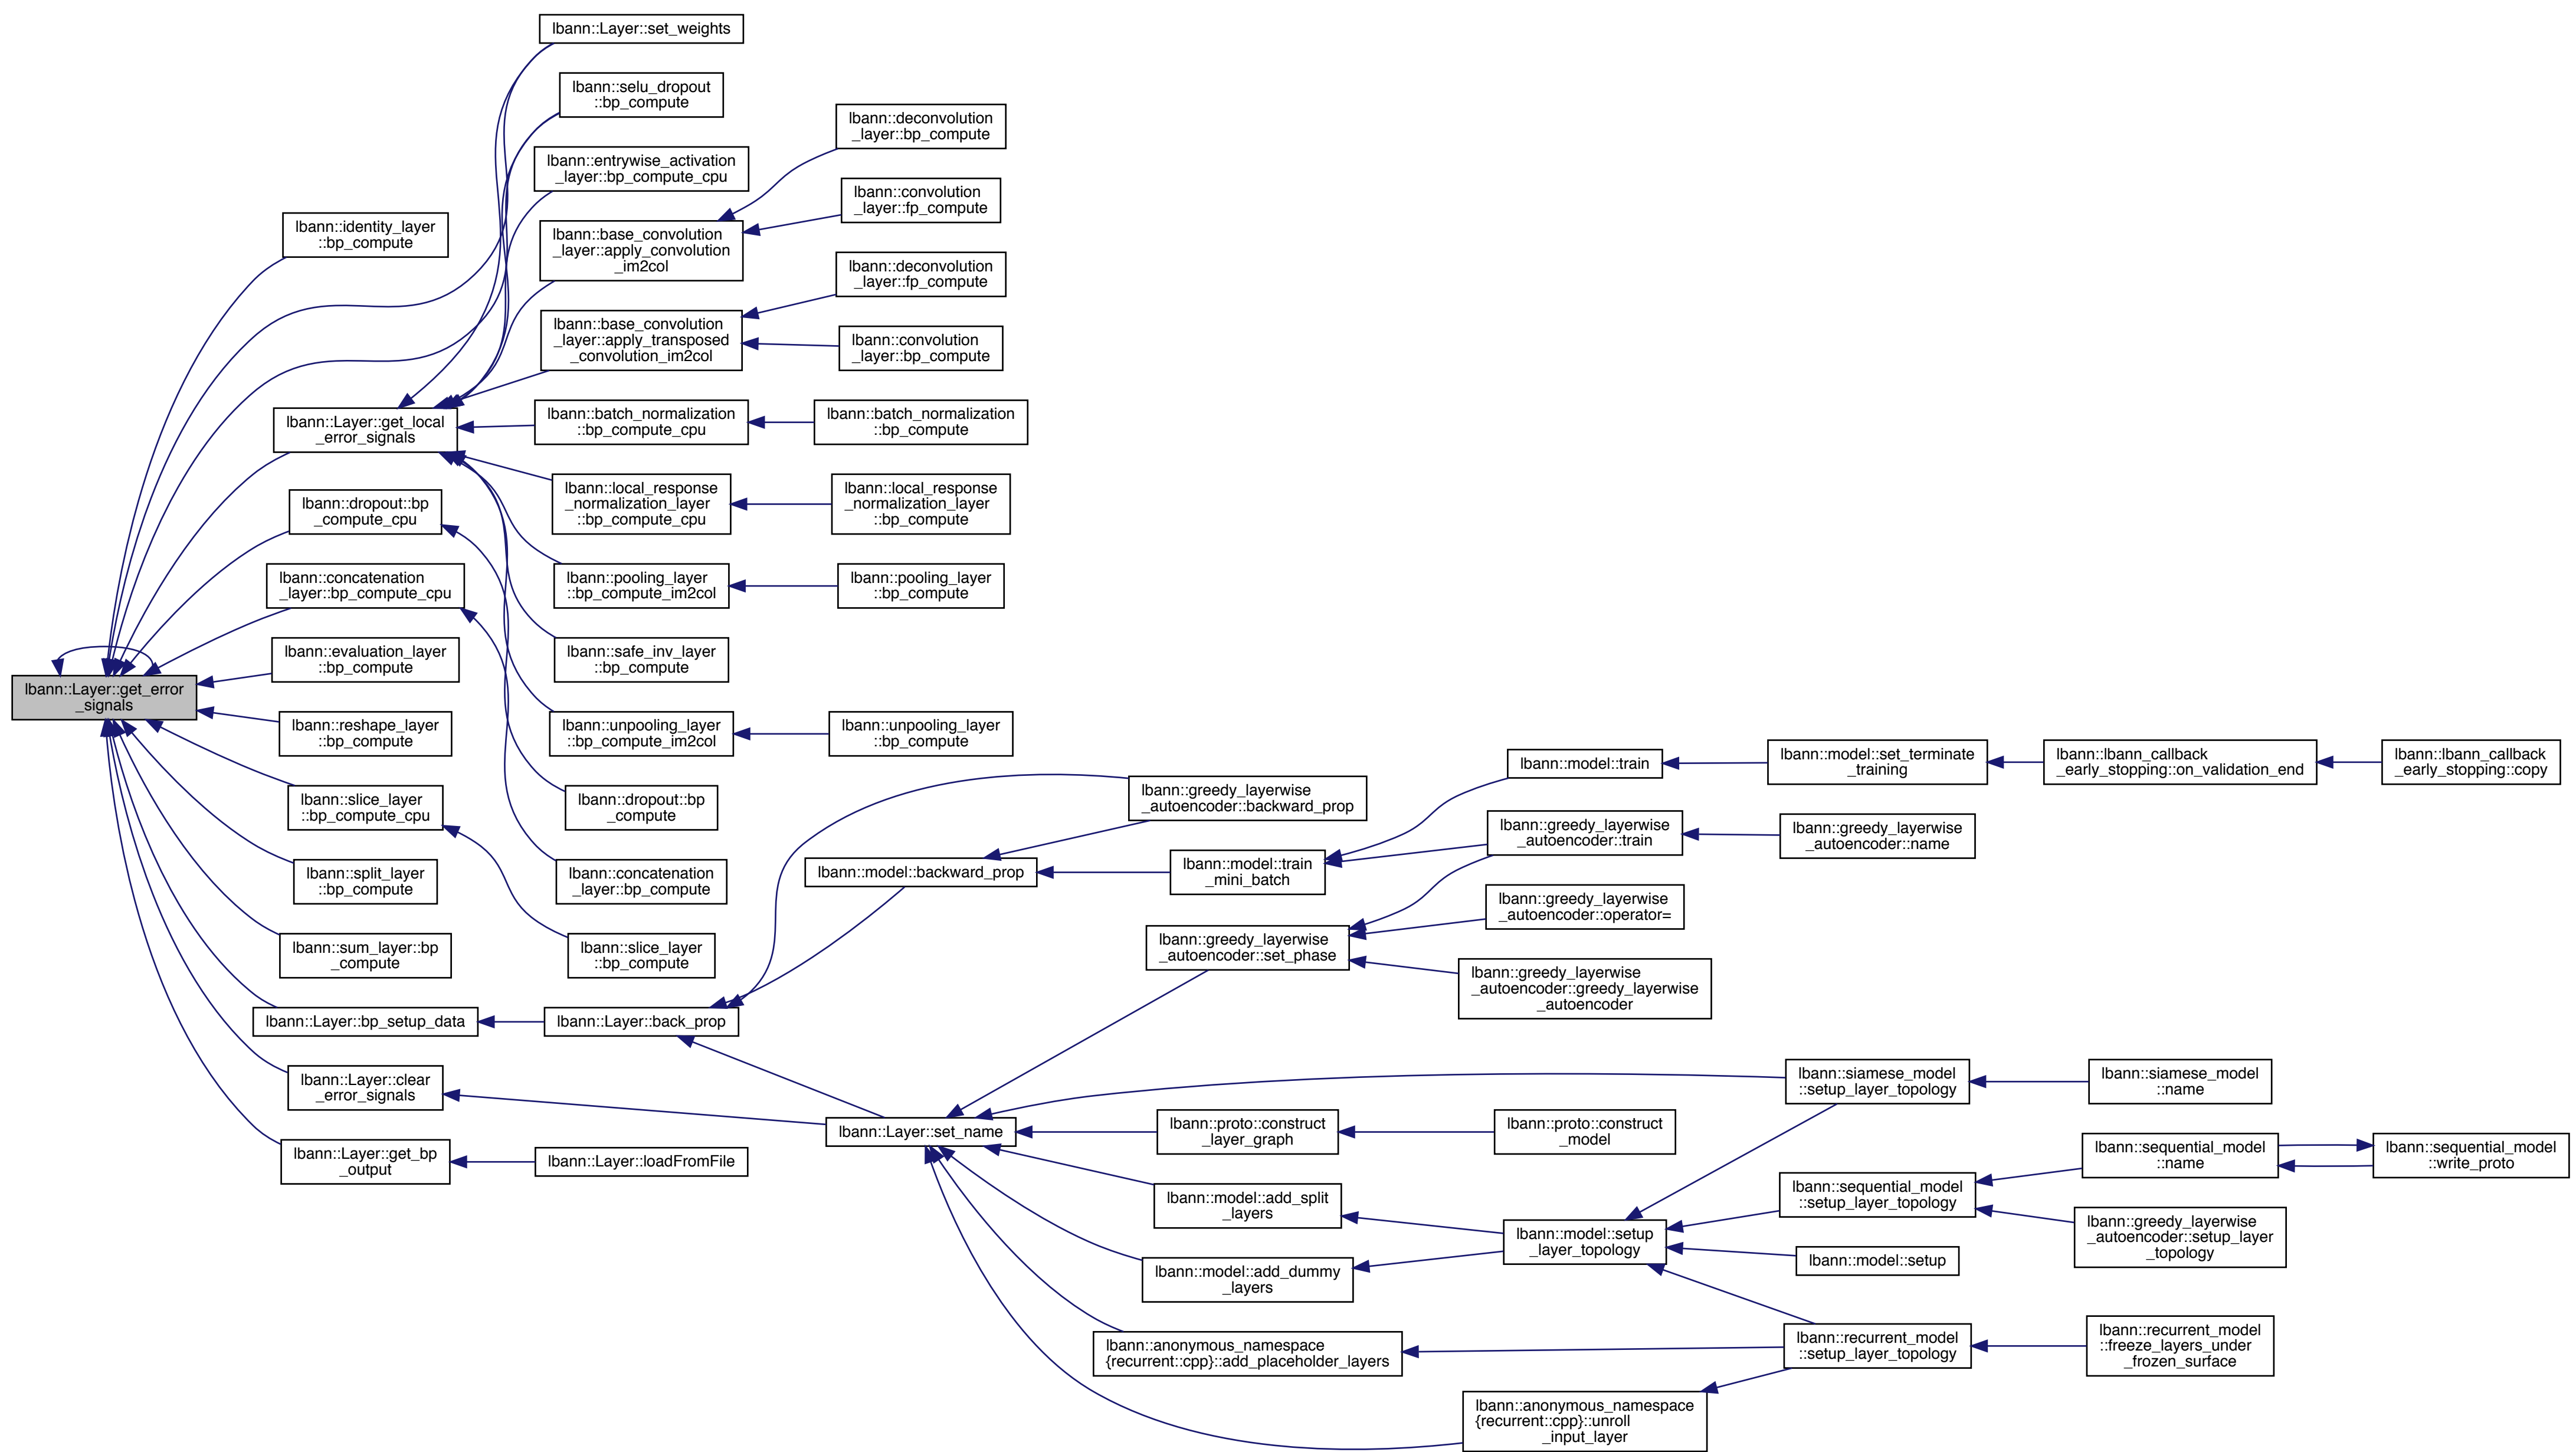 lbann::Layer::get_error
_signals
lbann::identity_layer
::bp_compute
lbann::Layer::get_local
_error_signals
lbann::dropout::bp
_compute_cpu
lbann::concatenation
_layer::bp_compute_cpu
lbann::evaluation_layer
::bp_compute
lbann::reshape_layer
::bp_compute
lbann::slice_layer
::bp_compute_cpu
lbann::split_layer
::bp_compute
lbann::sum_layer::bp
_compute
lbann::Layer::bp_setup_data
lbann::Layer::clear
_error_signals
lbann::Layer::get_bp
_output
lbann::Layer::set_weights
lbann::selu_dropout
::bp_compute
lbann::entrywise_activation
_layer::bp_compute_cpu
lbann::base_convolution
_layer::apply_convolution
_im2col
lbann::base_convolution
_layer::apply_transposed
_convolution_im2col
lbann::batch_normalization
::bp_compute_cpu
lbann::local_response
_normalization_layer
::bp_compute_cpu
lbann::pooling_layer
::bp_compute_im2col
lbann::safe_inv_layer
::bp_compute
lbann::unpooling_layer
::bp_compute_im2col
lbann::dropout::bp
_compute
lbann::concatenation
_layer::bp_compute
lbann::slice_layer
::bp_compute
lbann::Layer::back_prop
lbann::Layer::loadFromFile
lbann::deconvolution
_layer::bp_compute
lbann::convolution
_layer::fp_compute
lbann::deconvolution
_layer::fp_compute
lbann::convolution
_layer::bp_compute
lbann::batch_normalization
::bp_compute
lbann::local_response
_normalization_layer
::bp_compute
lbann::pooling_layer
::bp_compute
lbann::unpooling_layer
::bp_compute
lbann::model::backward_prop
lbann::Layer::set_name
lbann::greedy_layerwise
_autoencoder::backward_prop
lbann::model::train
_mini_batch
lbann::greedy_layerwise
_autoencoder::set_phase
lbann::proto::construct
_layer_graph
lbann::model::add_split
_layers
lbann::model::add_dummy
_layers
lbann::anonymous_namespace
{recurrent::cpp}::add_placeholder_layers
lbann::model::train
lbann::greedy_layerwise
_autoencoder::train
lbann::greedy_layerwise
_autoencoder::operator=
lbann::greedy_layerwise
_autoencoder::greedy_layerwise
_autoencoder
lbann::proto::construct
_model
lbann::model::setup
_layer_topology
lbann::anonymous_namespace
{recurrent::cpp}::unroll
_input_layer
lbann::model::set_terminate
_training
lbann::greedy_layerwise
_autoencoder::name
lbann::siamese_model
::setup_layer_topology
lbann::sequential_model
::setup_layer_topology
lbann::model::setup
lbann::recurrent_model
::setup_layer_topology
lbann::lbann_callback
_early_stopping::on_validation_end
lbann::siamese_model
::name
lbann::sequential_model
::name
lbann::greedy_layerwise
_autoencoder::setup_layer
_topology
lbann::recurrent_model
::freeze_layers_under
_frozen_surface
lbann::lbann_callback
_early_stopping::copy
lbann::sequential_model
::write_proto